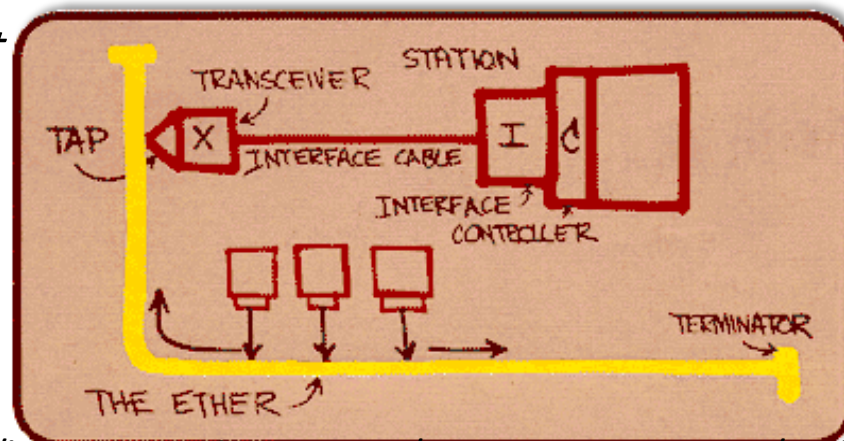 STATION
TRANSCEIVER
TAP
X
I
C
INTERFACE CABLE
INTERFACE
CONTROLLER
TERMINATOR
THE ETHER